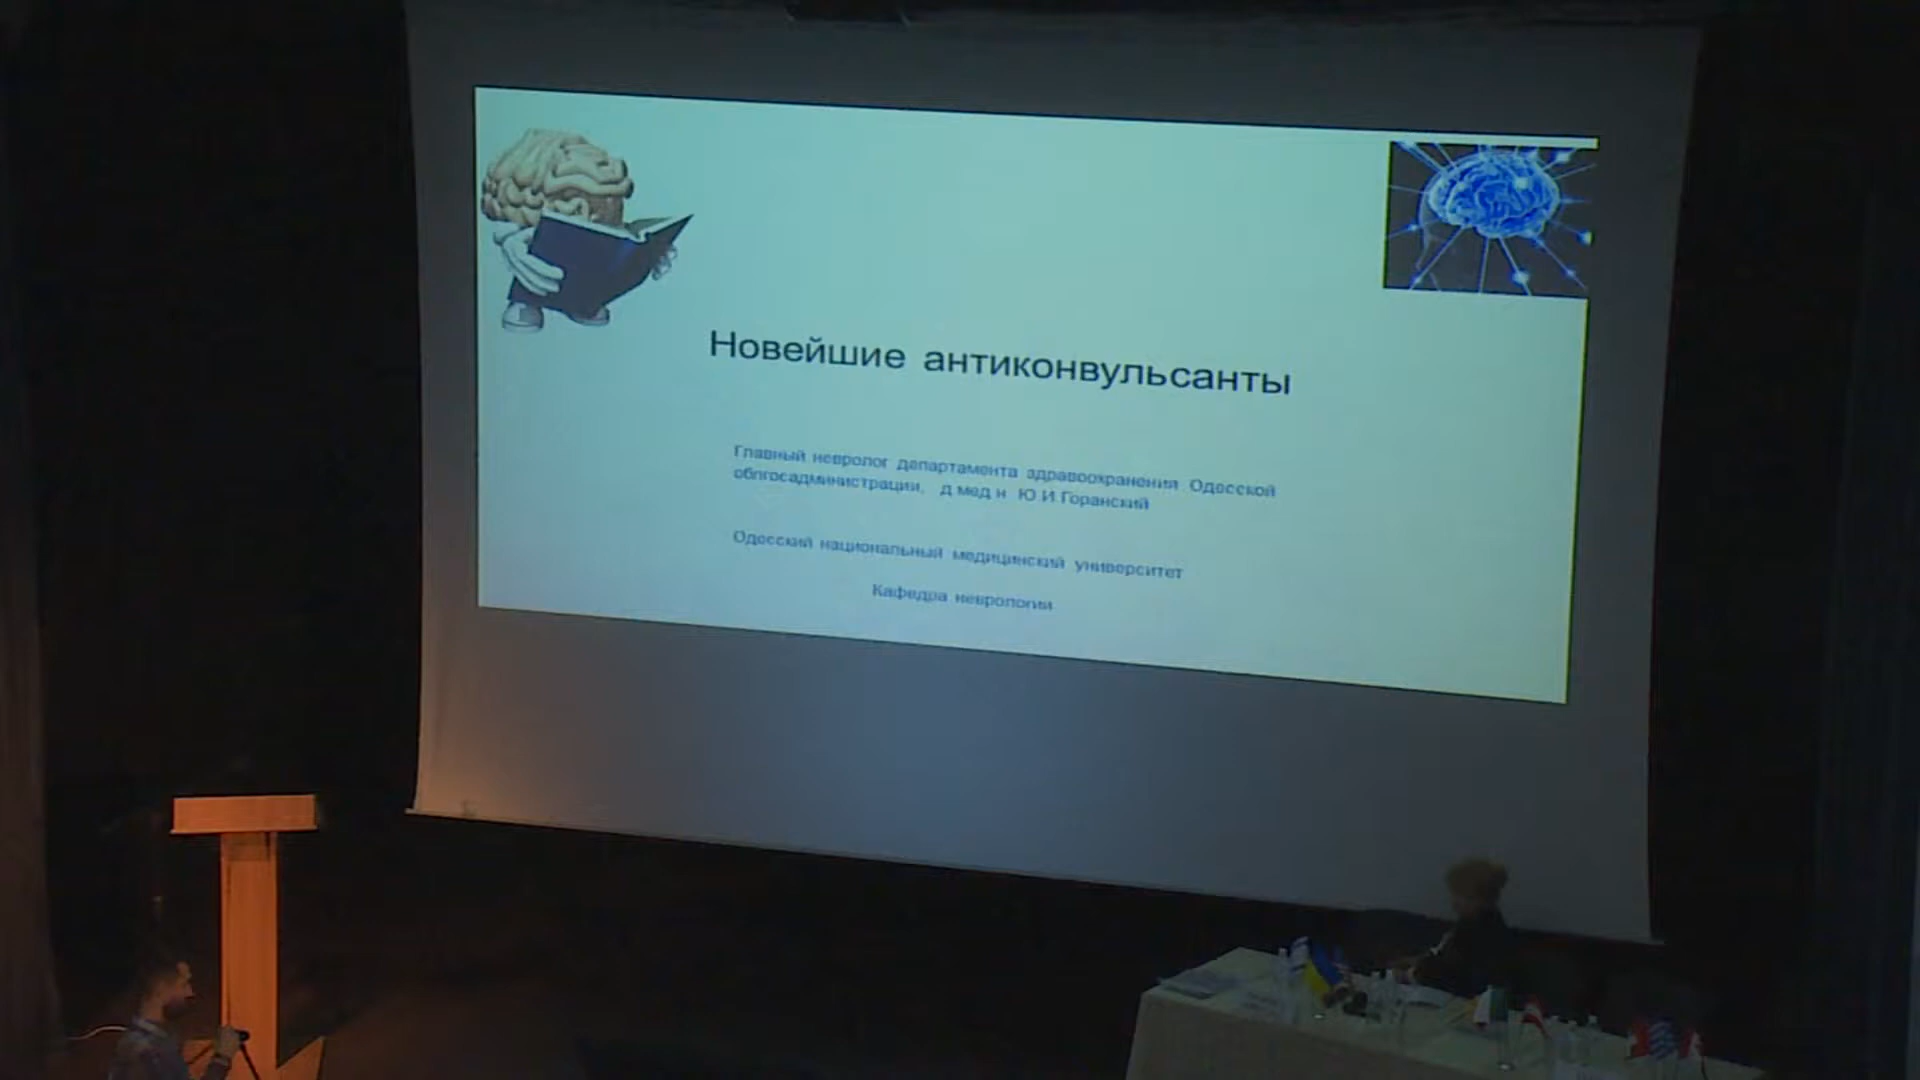 Новейшие антиконвульсанты
Главный невролог департамента здравоохранения Одесской
облгосадминистрации, д мед н Ю.И.Горанский
Одесский национальный медицинский университет
Кафедра неврологии